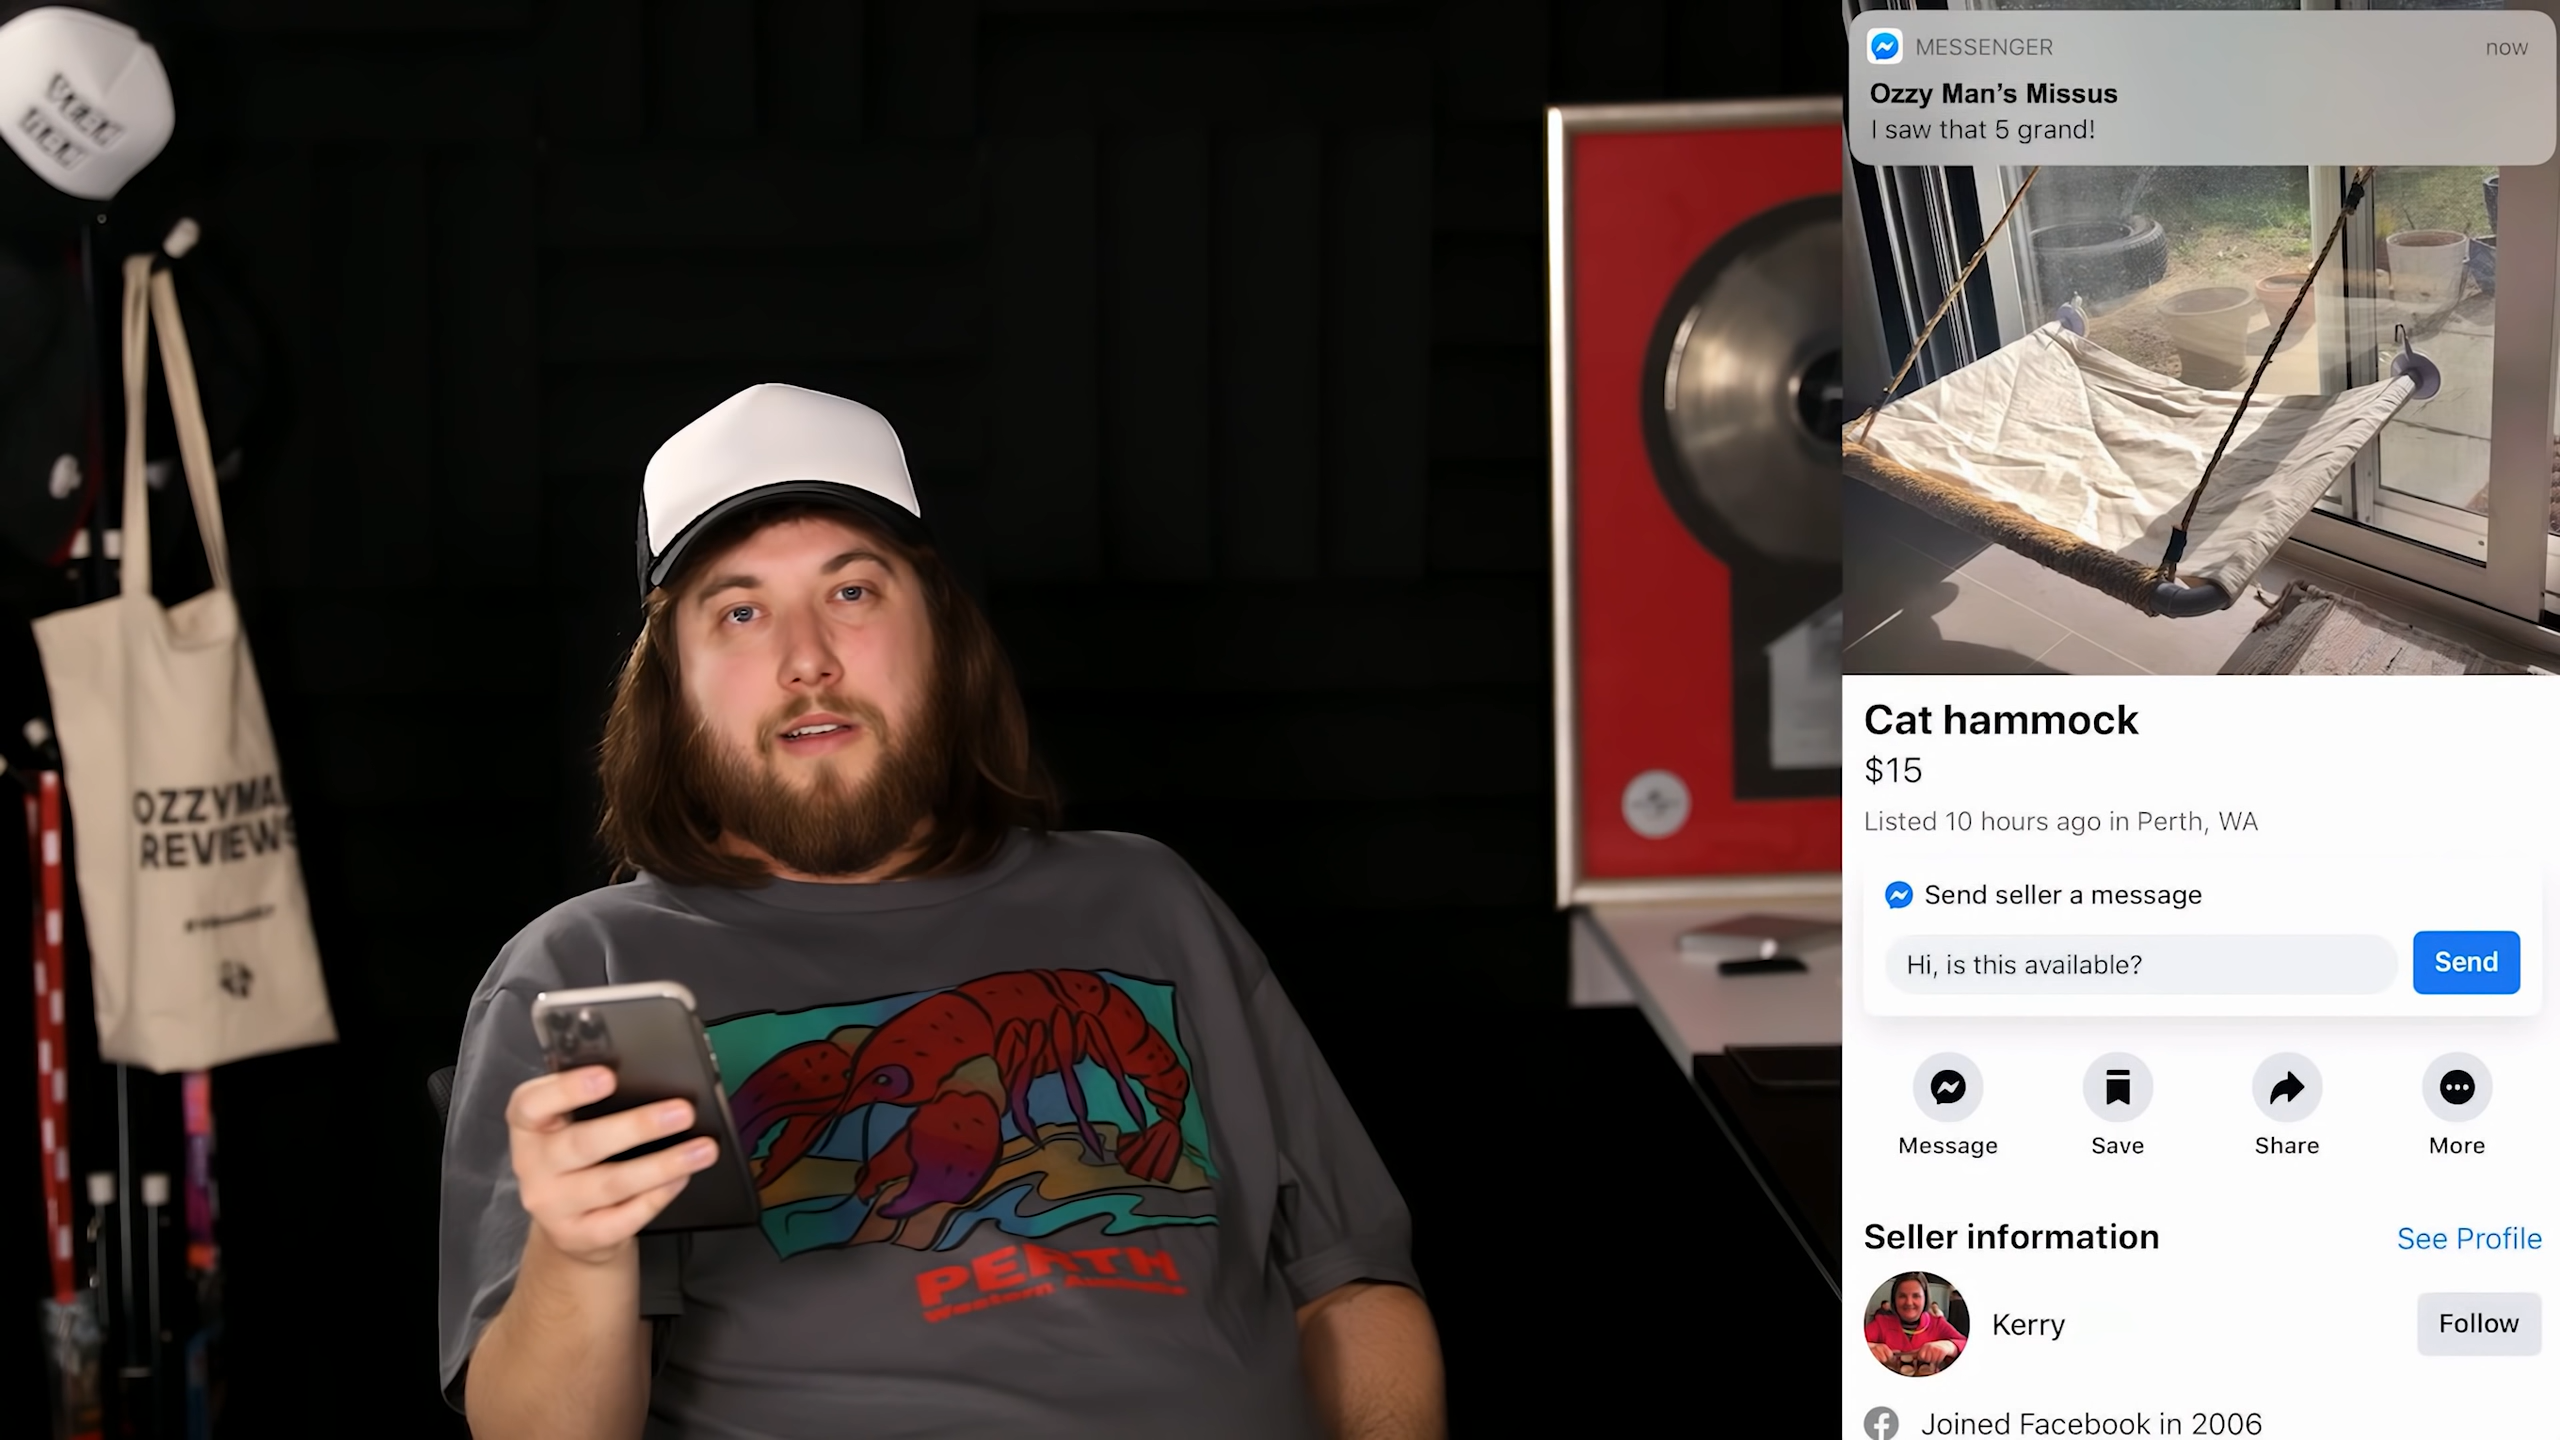 OZZYMA
REVIEWS
PERTH
Western Australia
MESSENGER
now
Ozzy Man's Missus
I saw that 5 grand!
Cat hammock
$15
Listed 10 hours ago in Perth, WA
Send seller a message
Hi, is this available?
Send
Message
Save
Share
More
Seller information
See Profile
Kerry
Follow
Joined Facebook in 2006